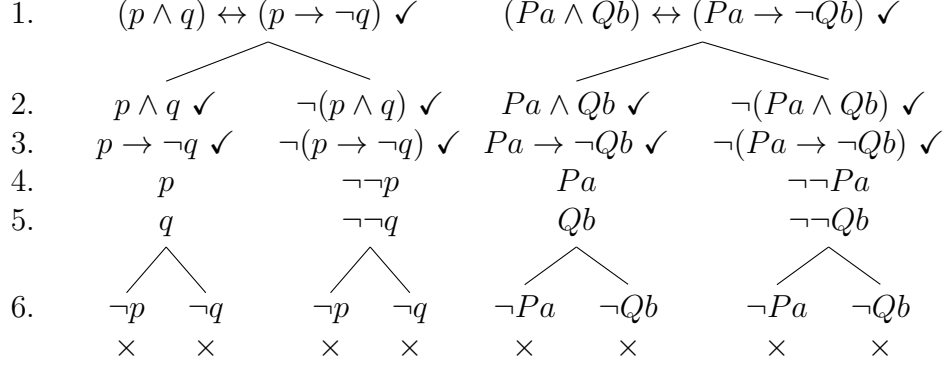 1. (p ∧ q) ↔ (p → ¬q) ✓ (Pa ∧ Qb) ↔ (Pa → ¬Qb) ✓
2. p ∧ q ✓ ¬(p ∧ q) ✓ Pa ∧ Qb ✓ ¬(Pa ∧ Qb) ✓
3. p → ¬q ✓ ¬(p → ¬q) ✓ Pa → ¬Qb ✓ ¬(Pa → ¬Qb) ✓
4. p ¬¬p Pa ¬¬Pa
5. q ¬¬q Qb ¬¬Qb
6. ¬p ¬q ¬p ¬q ¬Pa ¬Qb ¬Pa ¬Qb
× × × × × × × ×